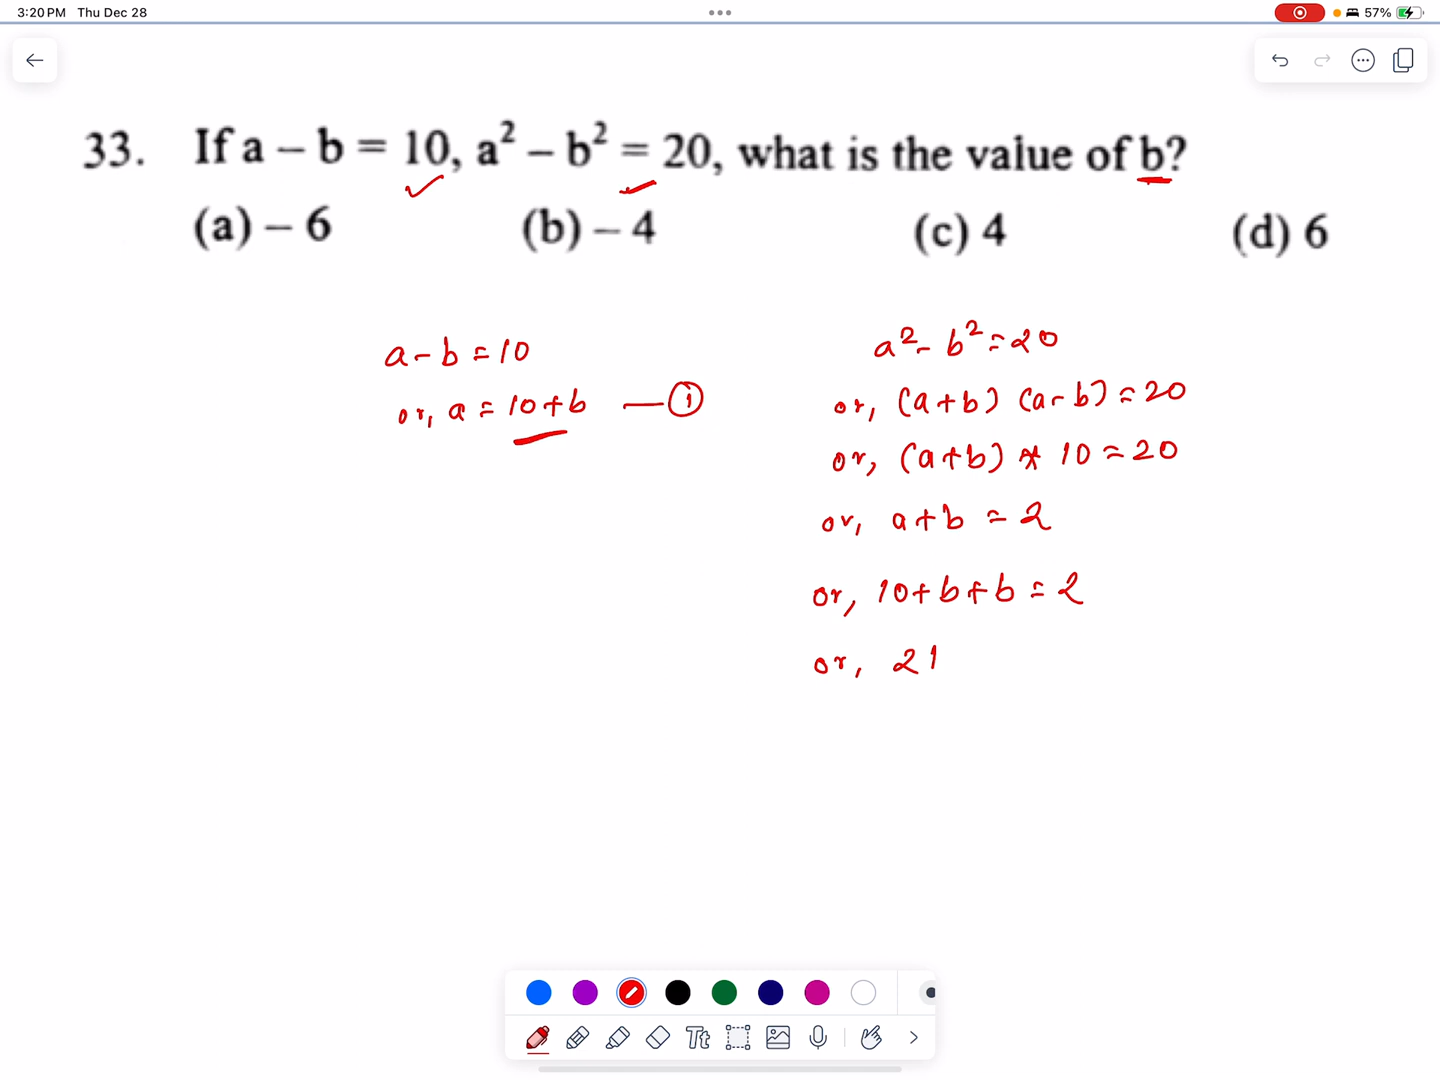 3:20 PM Thu Dec 28
57%
33. If a – b = 10, a² – b² = 20, what is the value of b?
(a) – 6 (b) – 4 (c) 4 (d) 6
a - b = 10
or, a = 10 + b — ①
a² - b² = 20
or, (a+b) (a-b) = 20
or, (a+b) * 10 = 20
or, a+b = 2
or, 10+b+b = 2
or, 2
Tt